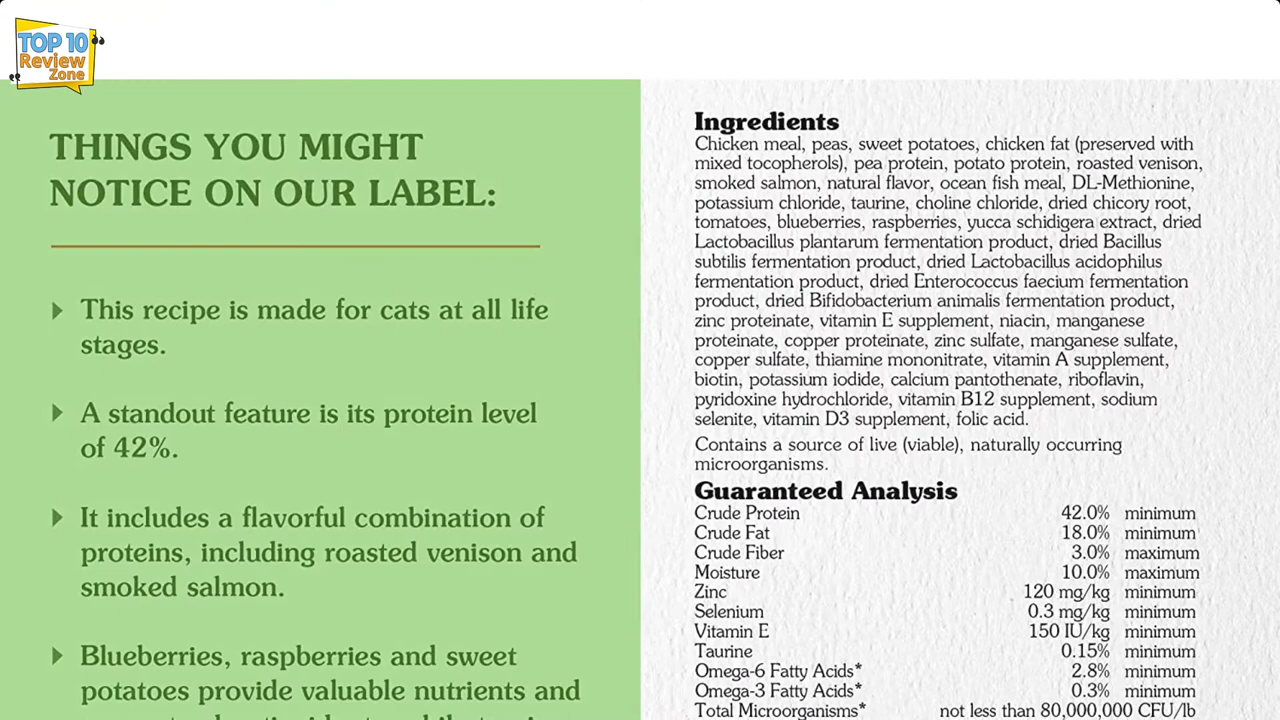 TOP 10
Review
Zone
THINGS YOU MIGHT
NOTICE ON OUR LABEL:
This recipe is made for cats at all life
stages.
A standout feature is its protein level
of 42%.
It includes a flavorful combination of
proteins, including roasted venison and
smoked salmon.
Blueberries, raspberries and sweet
potatoes provide valuable nutrients and
Ingredients
Chicken meal, peas, sweet potatoes, chicken fat (preserved with
mixed tocopherols), pea protein, potato protein, roasted venison,
smoked salmon, natural flavor, ocean fish meal, DL-Methionine,
potassium chloride, taurine, choline chloride, dried chicory root,
tomatoes, blueberries, raspberries, yucca schidigera extract, dried
Lactobacillus plantarum fermentation product, dried Bacillus
subtilis fermentation product, dried Lactobacillus acidophilus
fermentation product, dried Enterococcus faecium fermentation
product, dried Bifidobacterium animalis fermentation product,
zinc proteinate, vitamin E supplement, niacin, manganese
proteinate, copper proteinate, zinc sulfate, manganese sulfate,
copper sulfate, thiamine mononitrate, vitamin A supplement,
biotin, potassium iodide, calcium pantothenate, riboflavin,
pyridoxine hydrochloride, vitamin B12 supplement, sodium
selenite, vitamin D3 supplement, folic acid.
Contains a source of live (viable), naturally occurring
microorganisms.
Guaranteed Analysis
Crude Protein 42.0% minimum
Crude Fat 18.0% minimum
Crude Fiber 3.0% maximum
Moisture 10.0% maximum
Zinc 120 mg/kg minimum
Selenium 0.3 mg/kg minimum
Vitamin E 150 IU/kg minimum
Taurine 0.15% minimum
Omega-6 Fatty Acids* 2.8% minimum
Omega-3 Fatty Acids* 0.3% minimum
Total Microorganisms* not less than 80,000,000 CFU/lb